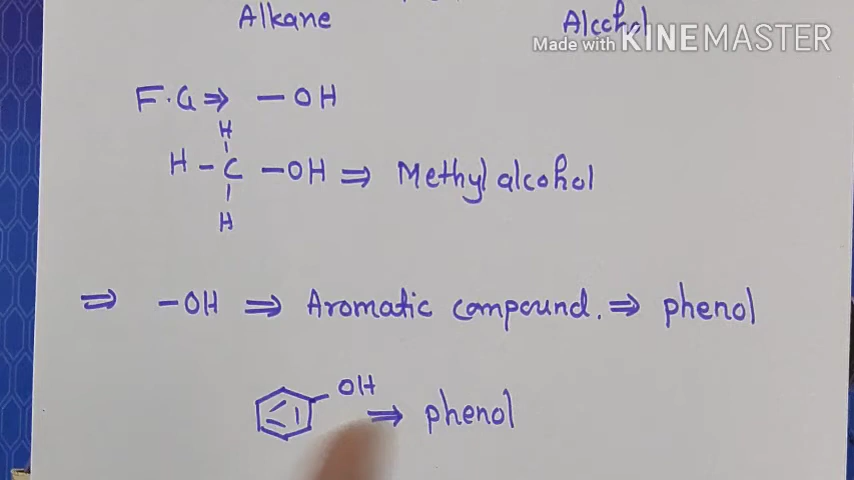 Alkane Alcohol
Made with KINEMASTER
F.G ⇒ -OH
H
H - C - OH ⇒ Methyl alcohol
H
⇒ -OH ⇒ Aromatic compound. ⇒ phenol
OH
⇒ phenol